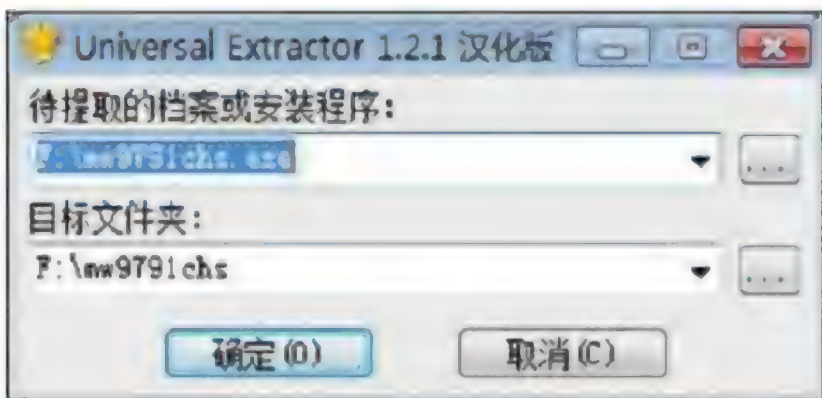 Universal Extractor 1.2.1 汉化版
待提取的档案或安装程序：
F:\mw9791chs.exe
...
目标文件夹：
F:\mw9791chs
...
确定(O)
取消(C)